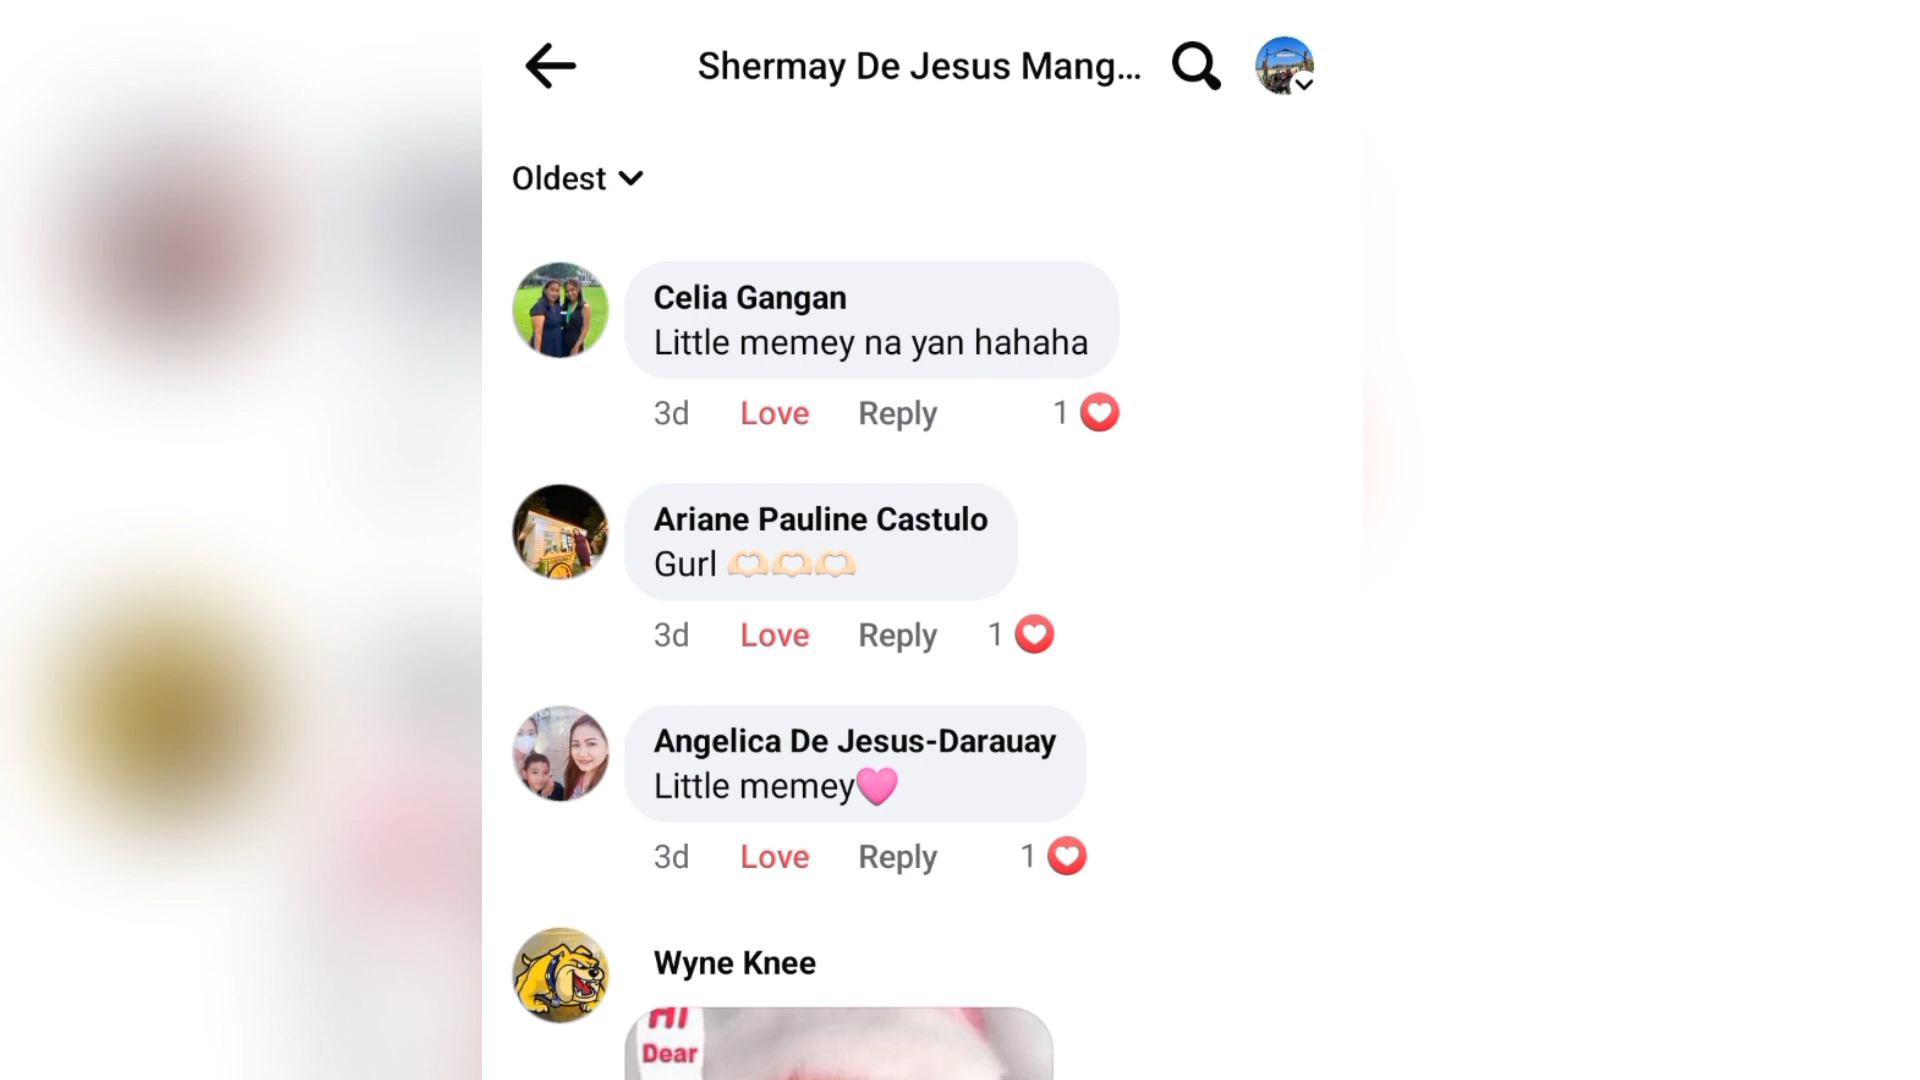 Shermay De Jesus Mang...
Oldest
Celia Gangan
Little memey na yan hahaha
3d Love Reply 1
Ariane Pauline Castulo
Gurl 🫶🏻🫶🏻🫶🏻
3d Love Reply 1
Angelica De Jesus-Darauay
Little memey🩷
3d Love Reply 1
Wyne Knee
HI
Dear